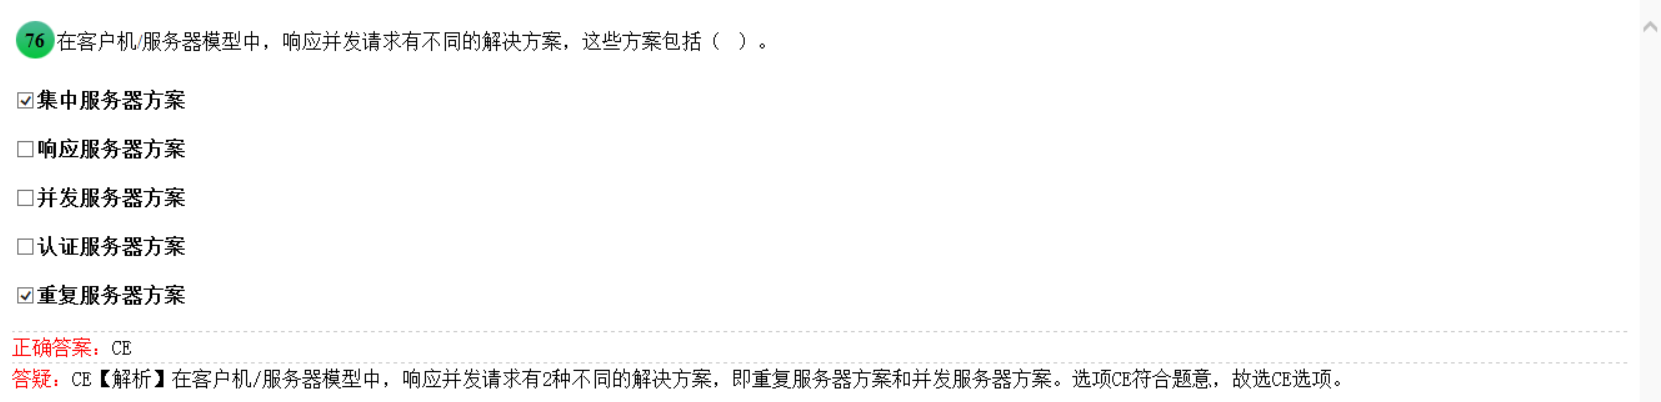 76 在客户机/服务器模型中，响应并发请求有不同的解决方案，这些方案包括（ ）。
集中服务器方案
响应服务器方案
并发服务器方案
认证服务器方案
重复服务器方案
正确答案：CE
答疑：CE【解析】在客户机/服务器模型中，响应并发请求有2种不同的解决方案，即重复服务器方案和并发服务器方案。选项CE符合题意，故选CE选项。